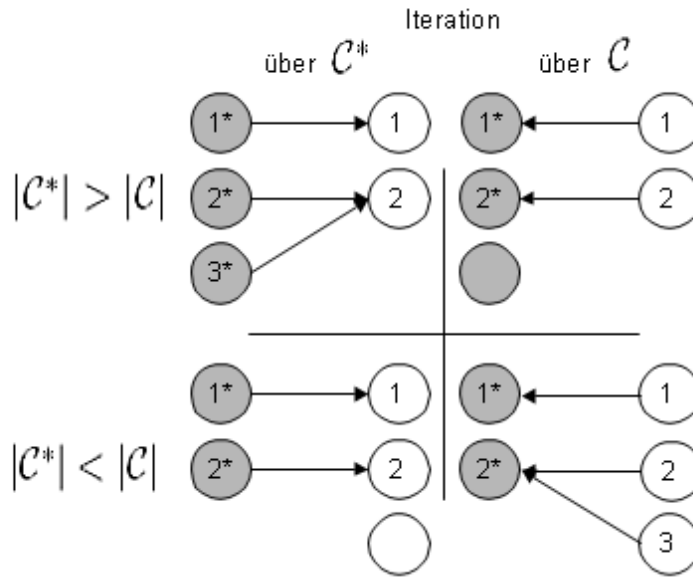 Iteration
über C* über C
1* 1 1* 1
|C*| > |C| 2* 2 2* 2
3*
1* 1 1* 1
|C*| < |C| 2* 2 2* 2
3